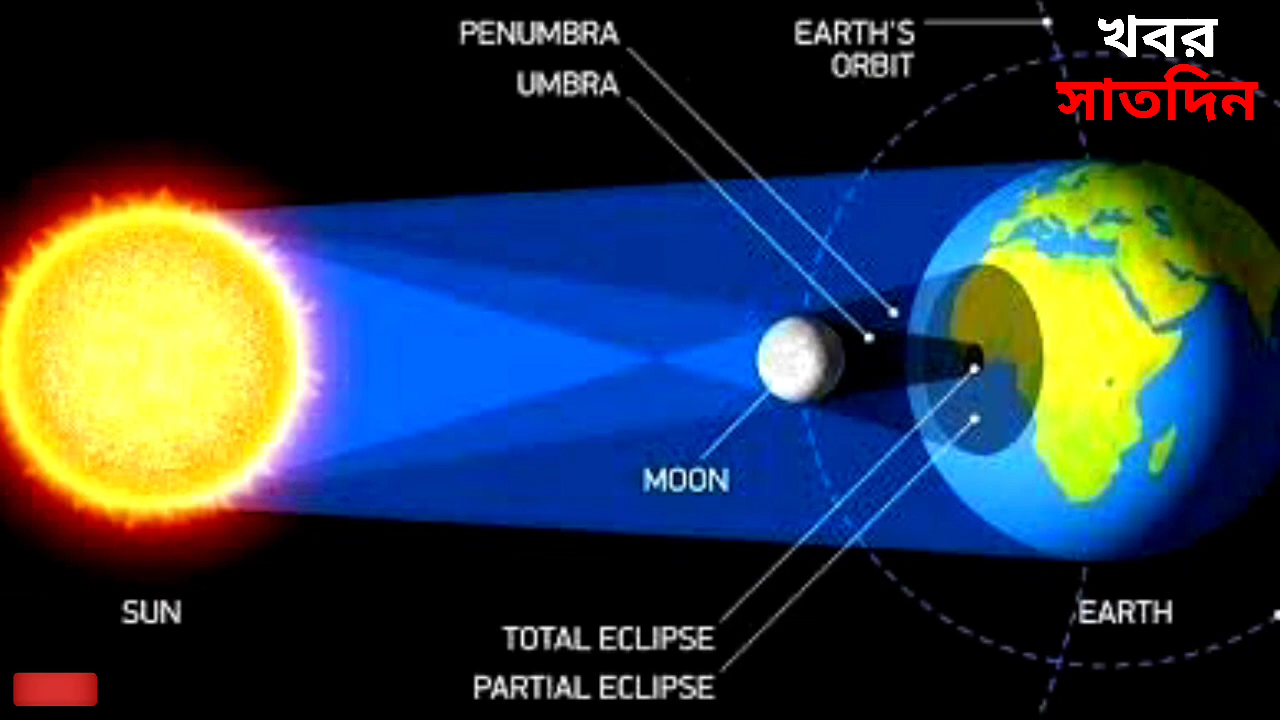 PENUMBRA
UMBRA
EARTH'S
ORBIT
খবর
সাতদিন
MOON
SUN
EARTH
TOTAL ECLIPSE
PARTIAL ECLIPSE